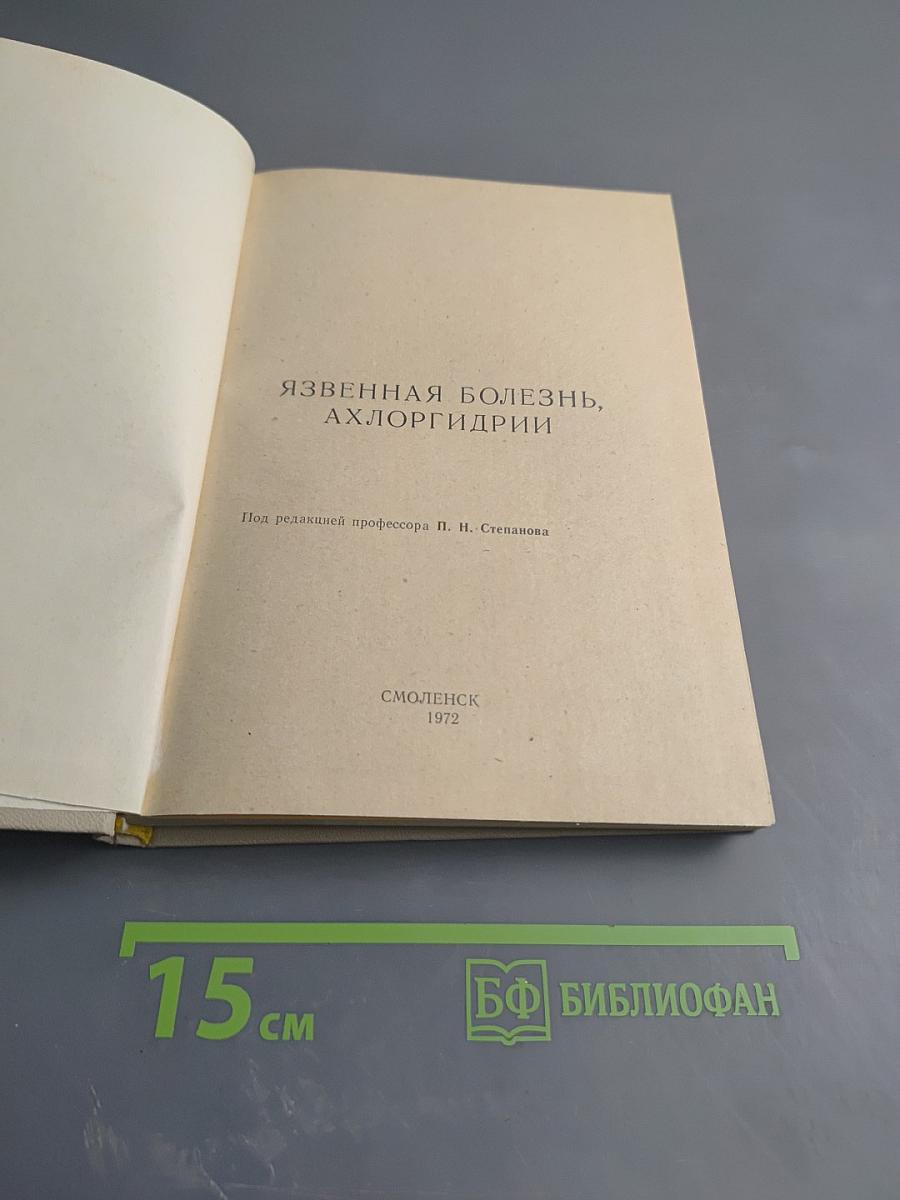 ЯЗВЕННАЯ БОЛЕЗНЬ,
АХЛОРГИДРИИ
Под редакцией профессора П. Н. Степанова
СМОЛЕНСК
1972
15 см
БФ БИБЛИОФАН